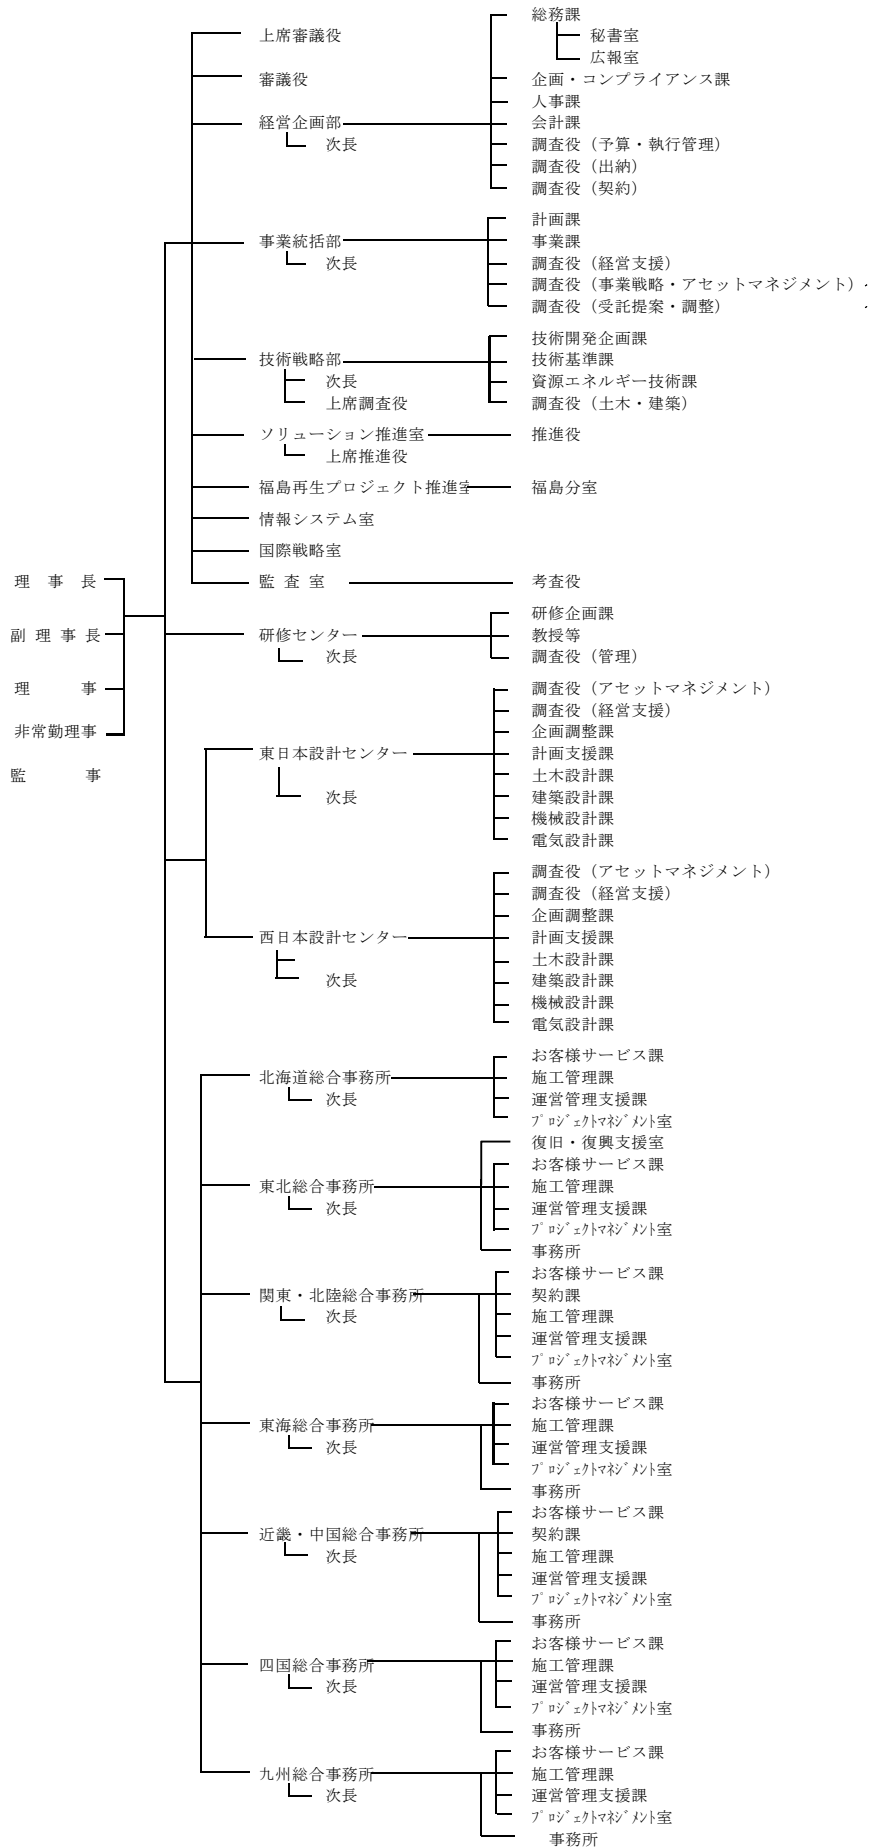 理 事 長
副 理 事 長
理 事
非常勤理事
監 事
上席審議役
審議役
経営企画部
次長
総務課
秘書室
広報室
企画・コンプライアンス課
人事課
会計課
調査役（予算・執行管理）
調査役（出納）
調査役（契約）
事業統括部
次長
計画課
事業課
調査役（経営支援）
調査役（事業戦略・アセットマネジメント）
調査役（受託提案・調整）
技術戦略部
次長
上席調査役
技術開発企画課
技術基準課
資源エネルギー技術課
調査役（土木・建築）
ソリューション推進室
上席推進役
推進役
福島再生プロジェクト推進室
福島分室
情報システム室
国際戦略室
監 査 室
考査役
研修センター
次長
研修企画課
教授等
調査役（管理）
東日本設計センター
次長
調査役（アセットマネジメント）
調査役（経営支援）
企画調整課
計画支援課
土木設計課
建築設計課
機械設計課
電気設計課
西日本設計センター
次長
調査役（アセットマネジメント）
調査役（経営支援）
企画調整課
計画支援課
土木設計課
建築設計課
機械設計課
電気設計課
北海道総合事務所
次長
お客様サービス課
施工管理課
運営管理支援課
ﾌﾟﾛｼﾞｪｸﾄﾏﾈｼﾞﾒﾝﾄ室
東北総合事務所
次長
復旧・復興支援室
お客様サービス課
施工管理課
運営管理支援課
ﾌﾟﾛｼﾞｪｸﾄﾏﾈｼﾞﾒﾝﾄ室
事務所
関東・北陸総合事務所
次長
お客様サービス課
契約課
施工管理課
運営管理支援課
ﾌﾟﾛｼﾞｪｸﾄﾏﾈｼﾞﾒﾝﾄ室
事務所
東海総合事務所
次長
お客様サービス課
施工管理課
運営管理支援課
ﾌﾟﾛｼﾞｪｸﾄﾏﾈｼﾞﾒﾝﾄ室
事務所
近畿・中国総合事務所
次長
お客様サービス課
契約課
施工管理課
運営管理支援課
ﾌﾟﾛｼﾞｪｸﾄﾏﾈｼﾞﾒﾝﾄ室
事務所
四国総合事務所
次長
お客様サービス課
施工管理課
運営管理支援課
ﾌﾟﾛｼﾞｪｸﾄﾏﾈｼﾞﾒﾝﾄ室
事務所
九州総合事務所
次長
お客様サービス課
施工管理課
運営管理支援課
ﾌﾟﾛｼﾞｪｸﾄﾏﾈｼﾞﾒﾝﾄ室
事務所